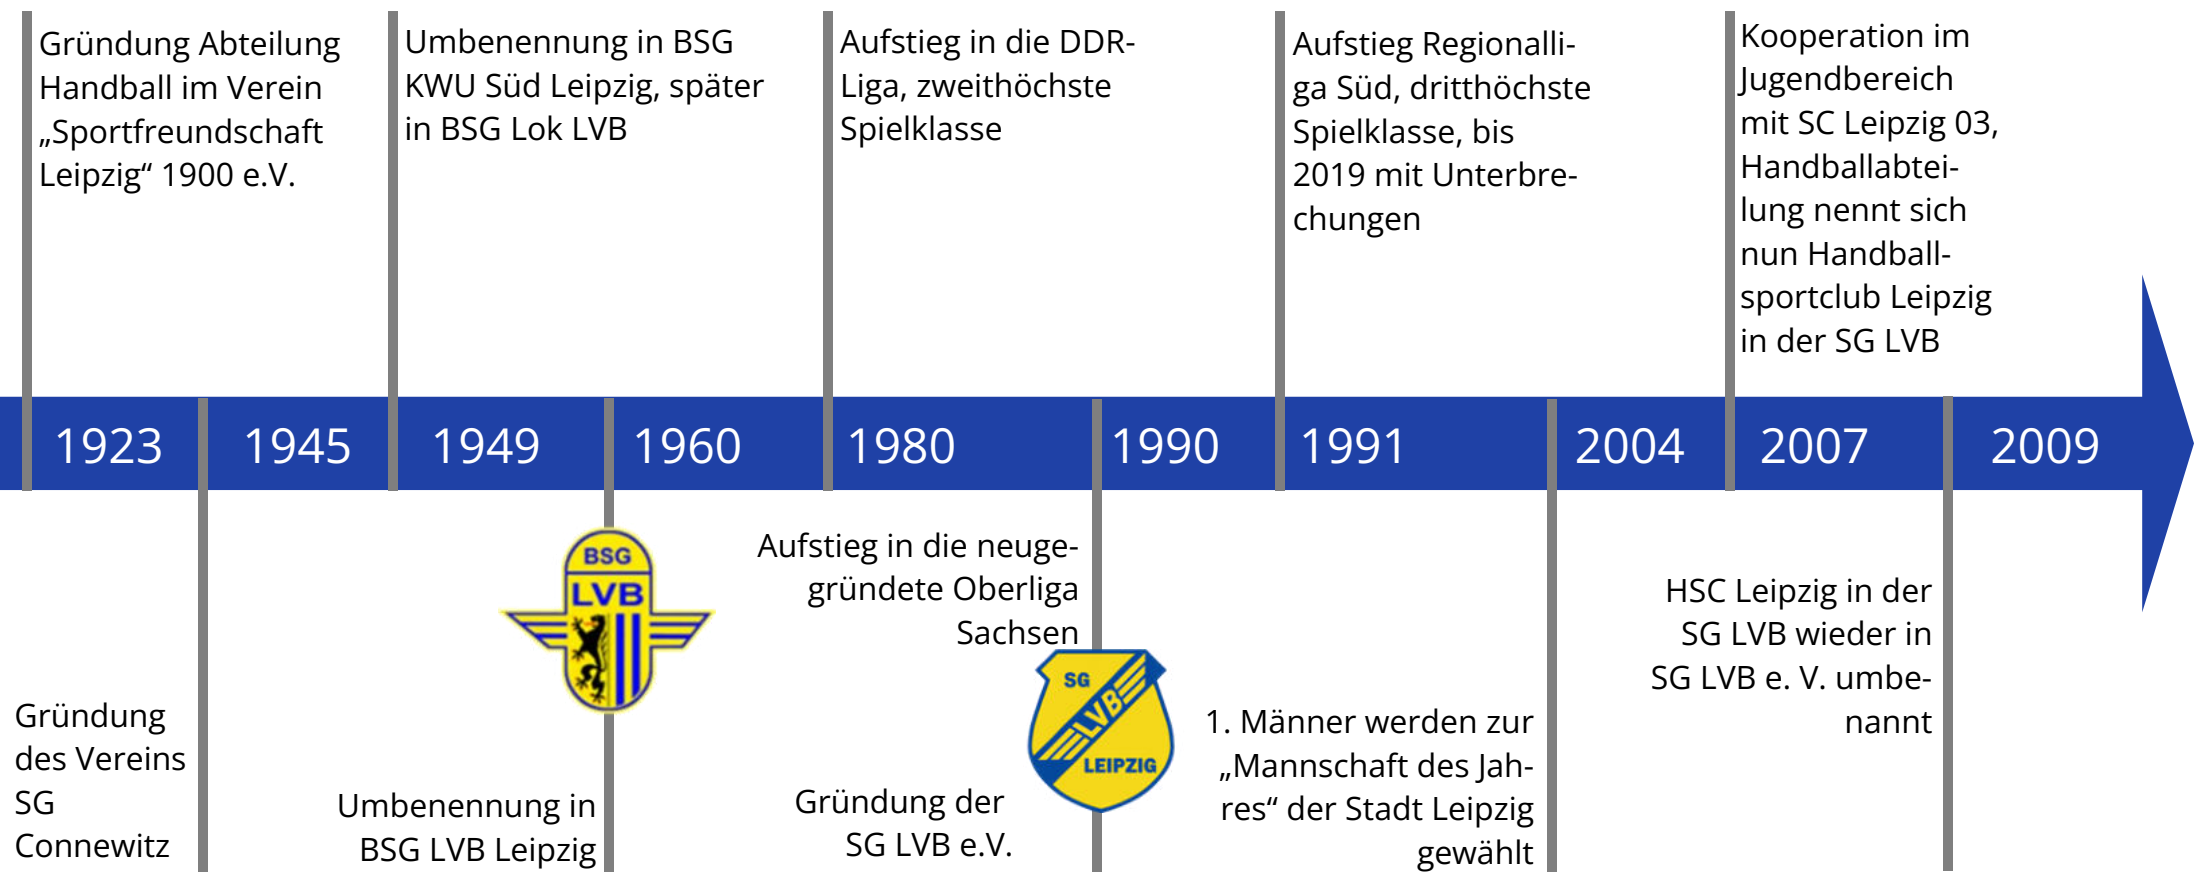 Gründung Abteilung
Handball im Verein
„Sportfreundschaft
Leipzig“ 1900 e.V.
Umbenennung in BSG
KWU Süd Leipzig, später
in BSG Lok LVB
Aufstieg in die DDR-
Liga, zweithöchste
Spielklasse
Aufstieg Regionalli-
ga Süd, dritthöchste
Spielklasse, bis
2019 mit Unterbre-
chungen
Kooperation im
Jugendbereich
mit SC Leipzig 03,
Handballabtei-
lung nennt sich
nun Handball-
sportclub Leipzig
in der SG LVB
1923 1945 1949 1960 1980 1990 1991 2004 2007 2009
Gründung
des Vereins
SG
Connewitz
BSG
LVB
Umbenennung in
BSG LVB Leipzig
Aufstieg in die neuge-
gründete Oberliga
Sachsen
Gründung der
SG LVB e.V.
SG
LVB
LEIPZIG
1. Männer werden zur
„Mannschaft des Jah-
res“ der Stadt Leipzig
gewählt
HSC Leipzig in der
SG LVB wieder in
SG LVB e. V. umbe-
nannt